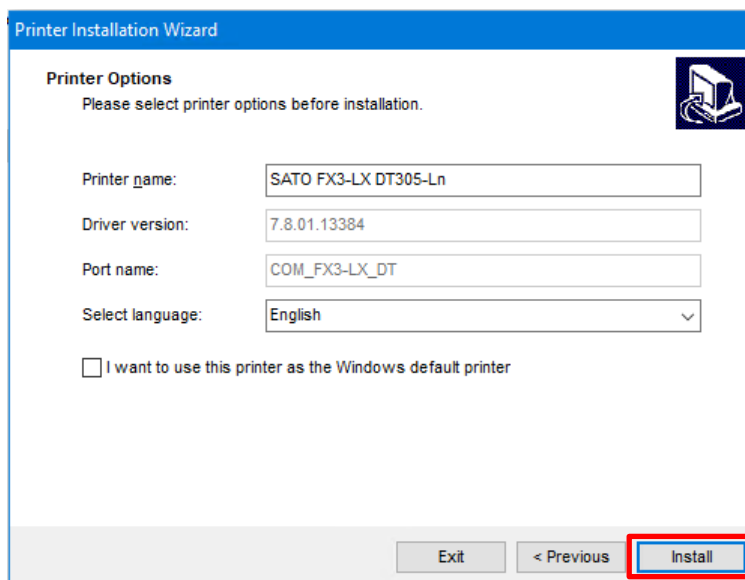 Printer Installation Wizard
Printer Options
Please select printer options before installation.
Printer name: SATO FX3-LX DT305-Ln
Driver version: 7.8.01.13384
Port name: COM_FX3-LX_DT
Select language: English
I want to use this printer as the Windows default printer
Exit < Previous Install